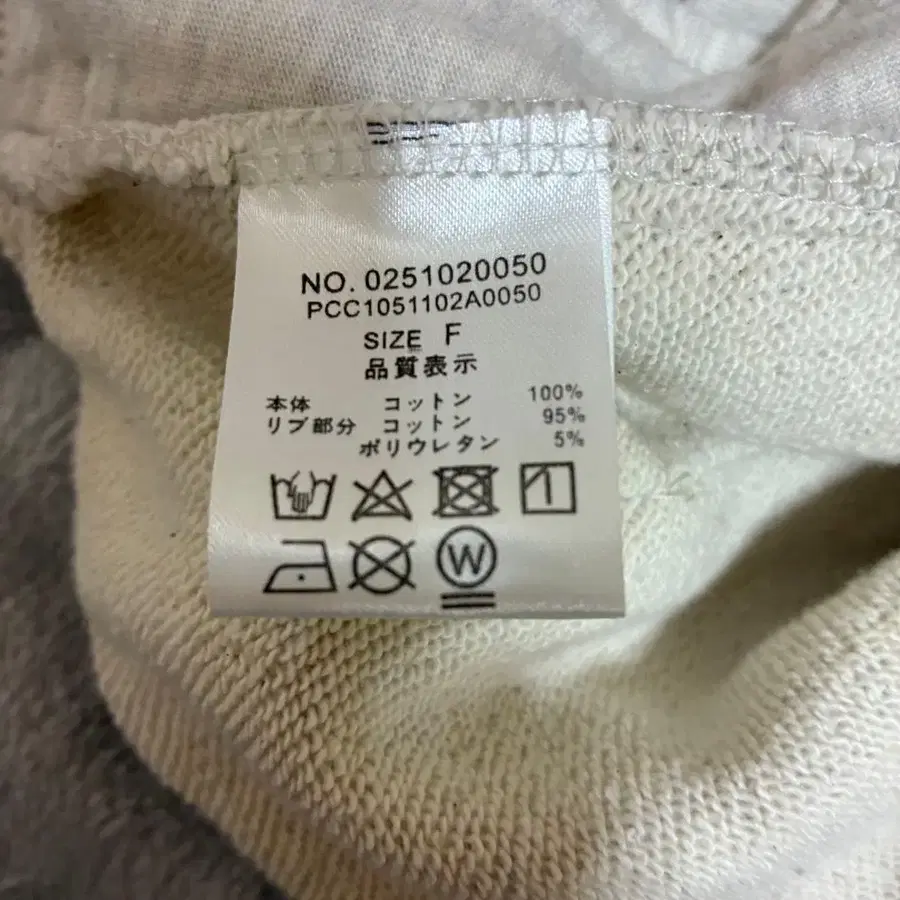 NO. 0251020050
PCC1051102A0050
SIZE F
品質表示
本体 コットン 100%
リブ部分 コットン 95%
ポリウレタン 5%
W